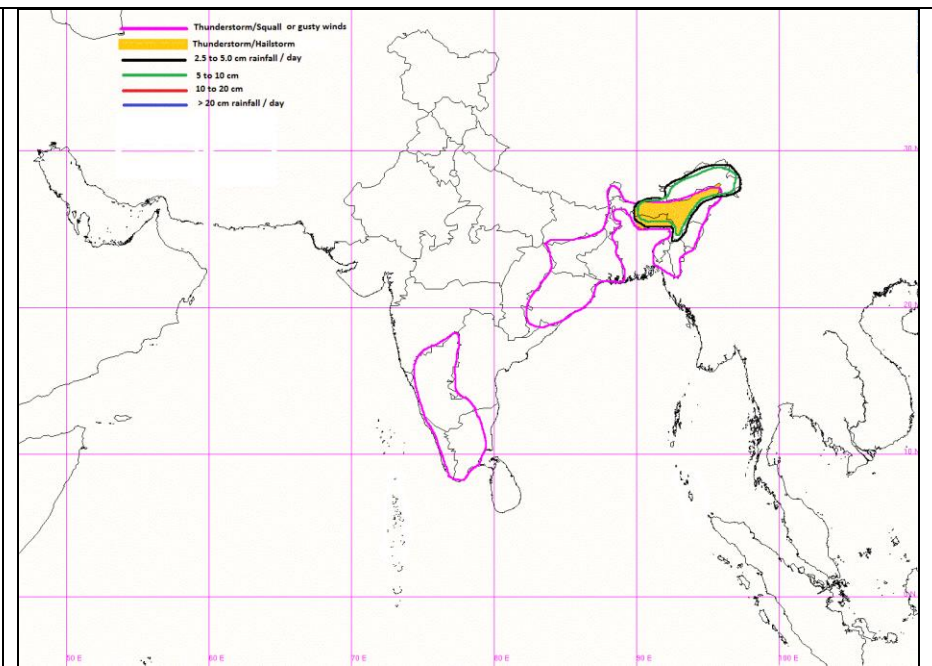 Thunderstorm/Squall or gusty winds
Thunderstorm/Hailstorm
2.5 to 5.0 cm rainfall / day
5 to 10 cm
10 to 20 cm
> 20 cm rainfall / day
30 N
20 N
10 N
60 E
70 E
80 E
90 E
100 E